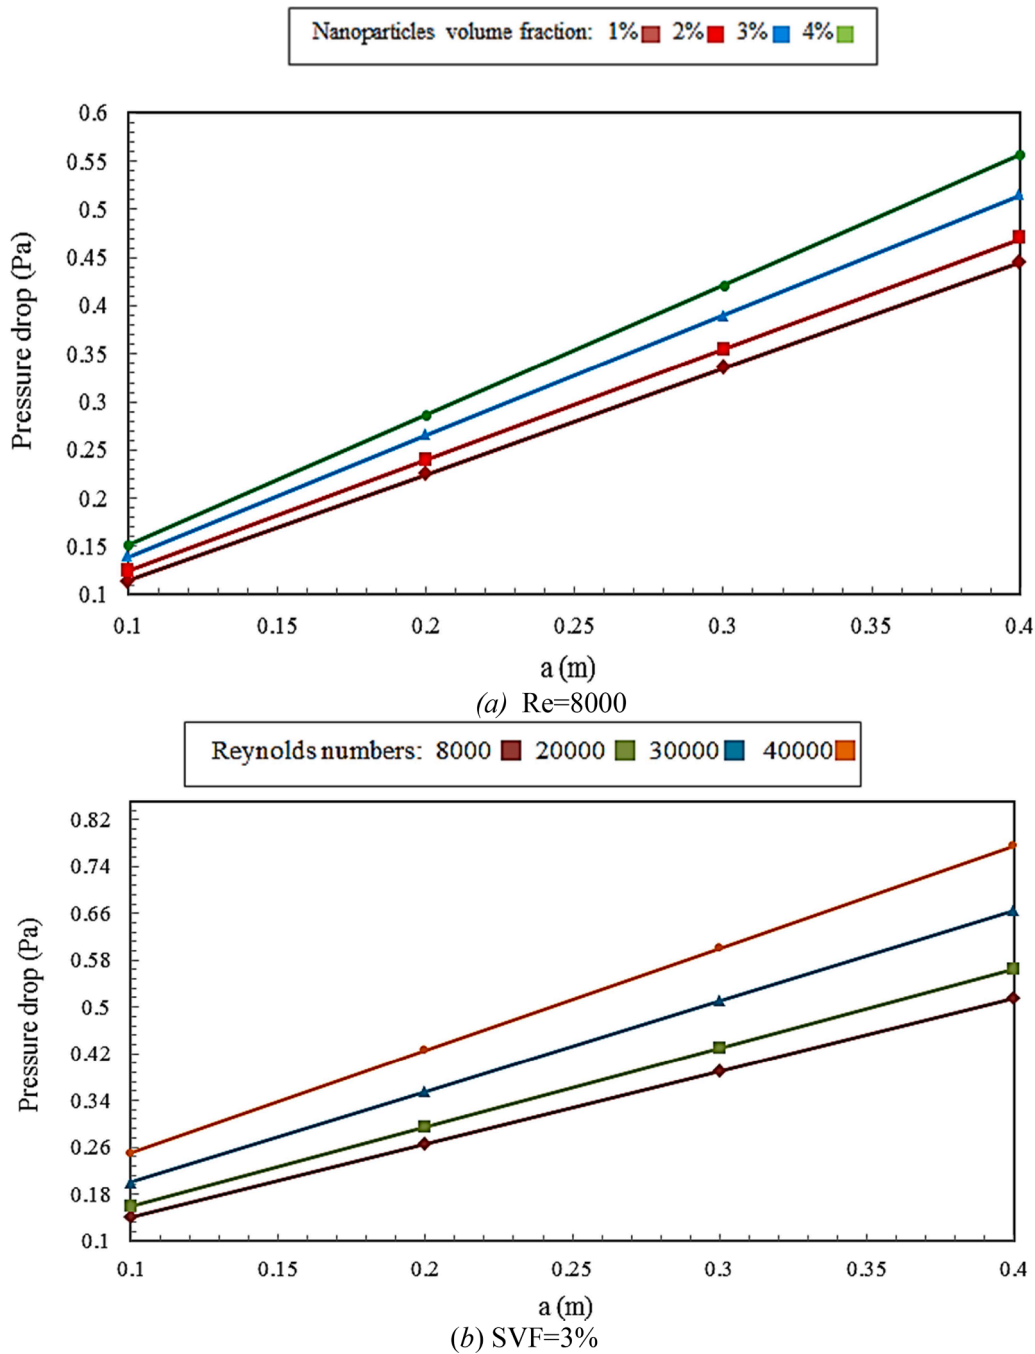 Nanoparticles volume fraction: 1% 2% 3% 4%
0.6
0.55
0.5
0.45
0.4
0.35
0.3
0.25
0.2
0.15
0.1
Pressure drop (Pa)
0.1 0.15 0.2 0.25 0.3 0.35 0.4
a (m)
(a) Re=8000
Reynolds numbers: 8000 20000 30000 40000
0.82
0.74
0.66
0.58
0.5
0.42
0.34
0.26
0.18
0.1
Pressure drop (Pa)
0.1 0.15 0.2 0.25 0.3 0.35 0.4
a (m)
(b) SVF=3%